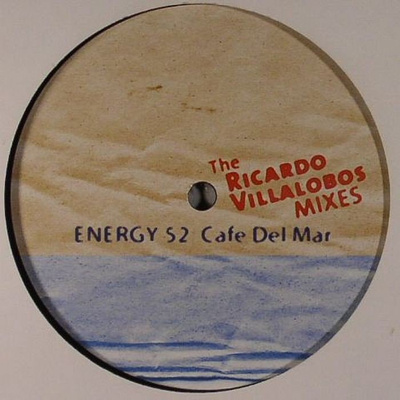 The
RICARDO
VILLALOBOS
MIXES
ENERGY 52 Cafe Del Mar